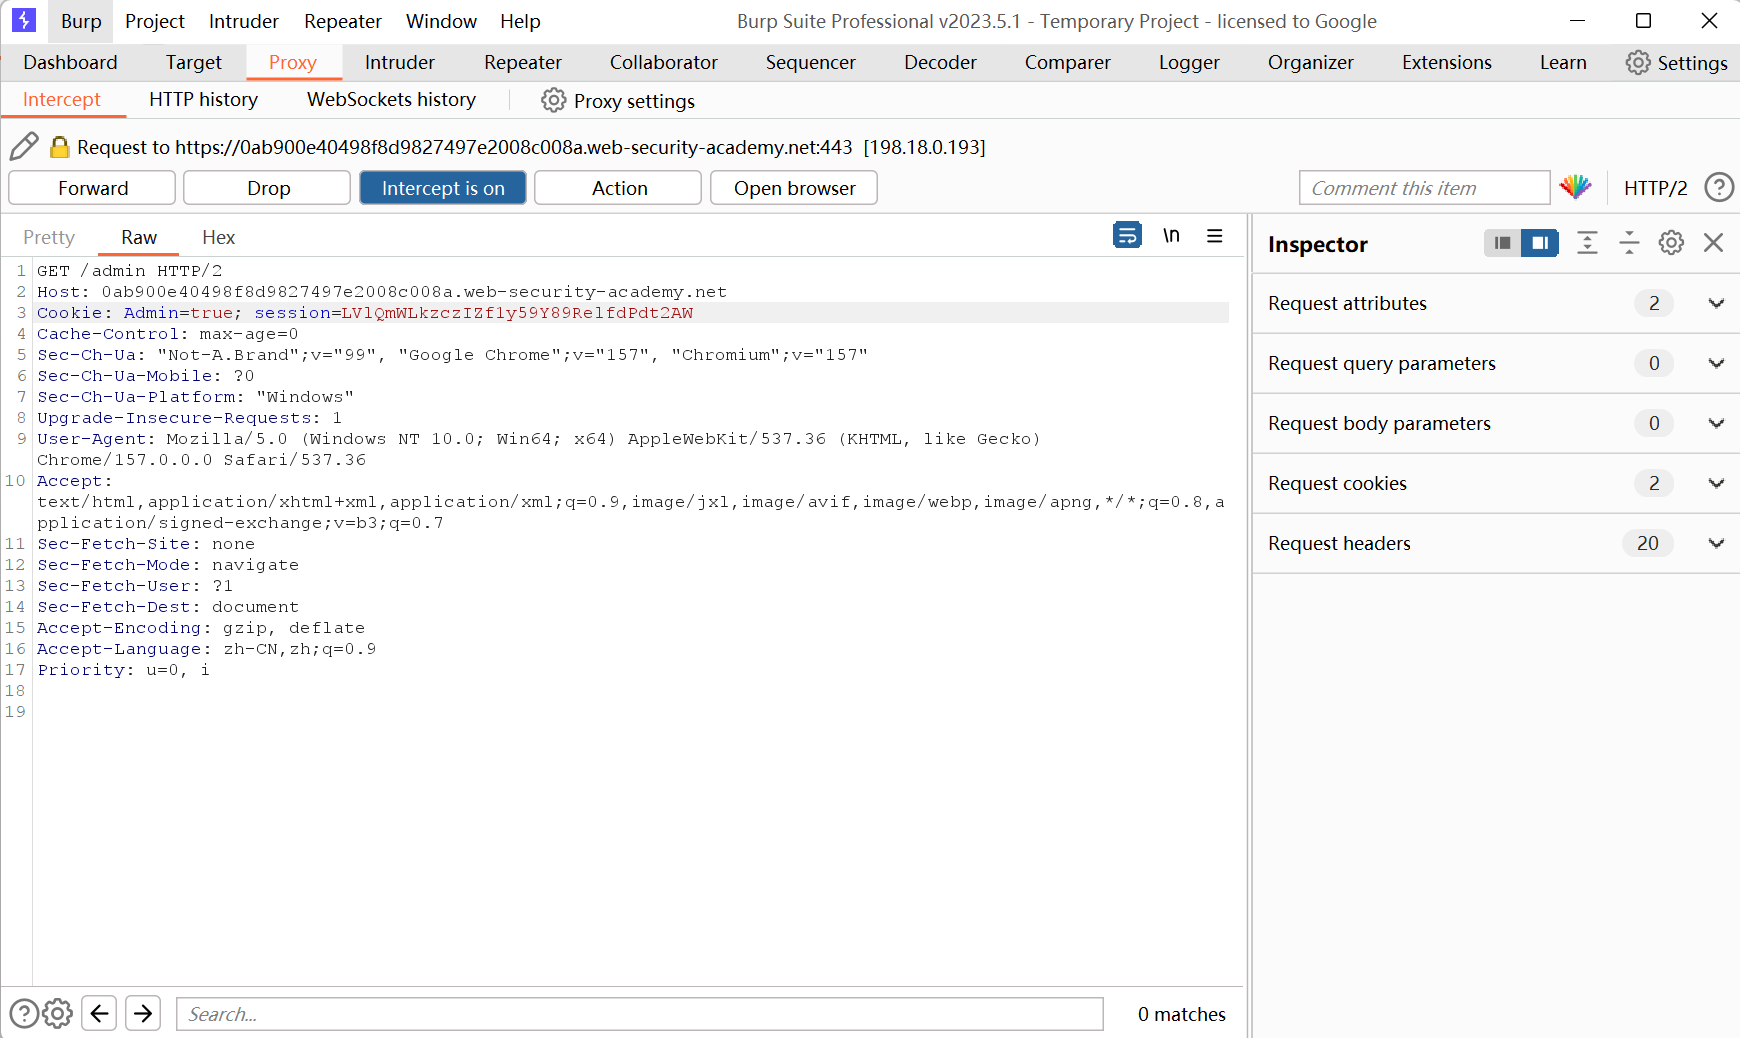 Burp Project Intruder Repeater Window Help Burp Suite Professional v2023.5.1 - Temporary Project - licensed to Google
Dashboard Target Proxy Intruder Repeater Collaborator Sequencer Decoder Comparer Logger Organizer Extensions Learn Settings
Intercept HTTP history WebSockets history Proxy settings
Request to https://0ab900e40498f8d9827497e2008c008a.web-security-academy.net:443 [198.18.0.193]
Forward Drop Intercept is on Action Open browser Comment this item HTTP/2 ?
Pretty Raw Hex \n
Inspector
1 GET /admin HTTP/2
2 Host: 0ab900e40498f8d9827497e2008c008a.web-security-academy.net
3 Cookie: Admin=true; session=LVlQmWLkzczIZf1y59Y89RelfdPdt2AW
4 Cache-Control: max-age=0
5 Sec-Ch-Ua: "Not-A.Brand";v="99", "Google Chrome";v="157", "Chromium";v="157"
6 Sec-Ch-Ua-Mobile: ?0
7 Sec-Ch-Ua-Platform: "Windows"
8 Upgrade-Insecure-Requests: 1
9 User-Agent: Mozilla/5.0 (Windows NT 10.0; Win64; x64) AppleWebKit/537.36 (KHTML, like Gecko)
Chrome/157.0.0.0 Safari/537.36
10 Accept:
text/html,application/xhtml+xml,application/xml;q=0.9,image/jxl,image/avif,image/webp,image/apng,*/*;q=0.8,a
pplication/signed-exchange;v=b3;q=0.7
11 Sec-Fetch-Site: none
12 Sec-Fetch-Mode: navigate
13 Sec-Fetch-User: ?1
14 Sec-Fetch-Dest: document
15 Accept-Encoding: gzip, deflate
16 Accept-Language: zh-CN,zh;q=0.9
17 Priority: u=0, i
18
19
Request attributes 2
Request query parameters 0
Request body parameters 0
Request cookies 2
Request headers 20
? Search... 0 matches